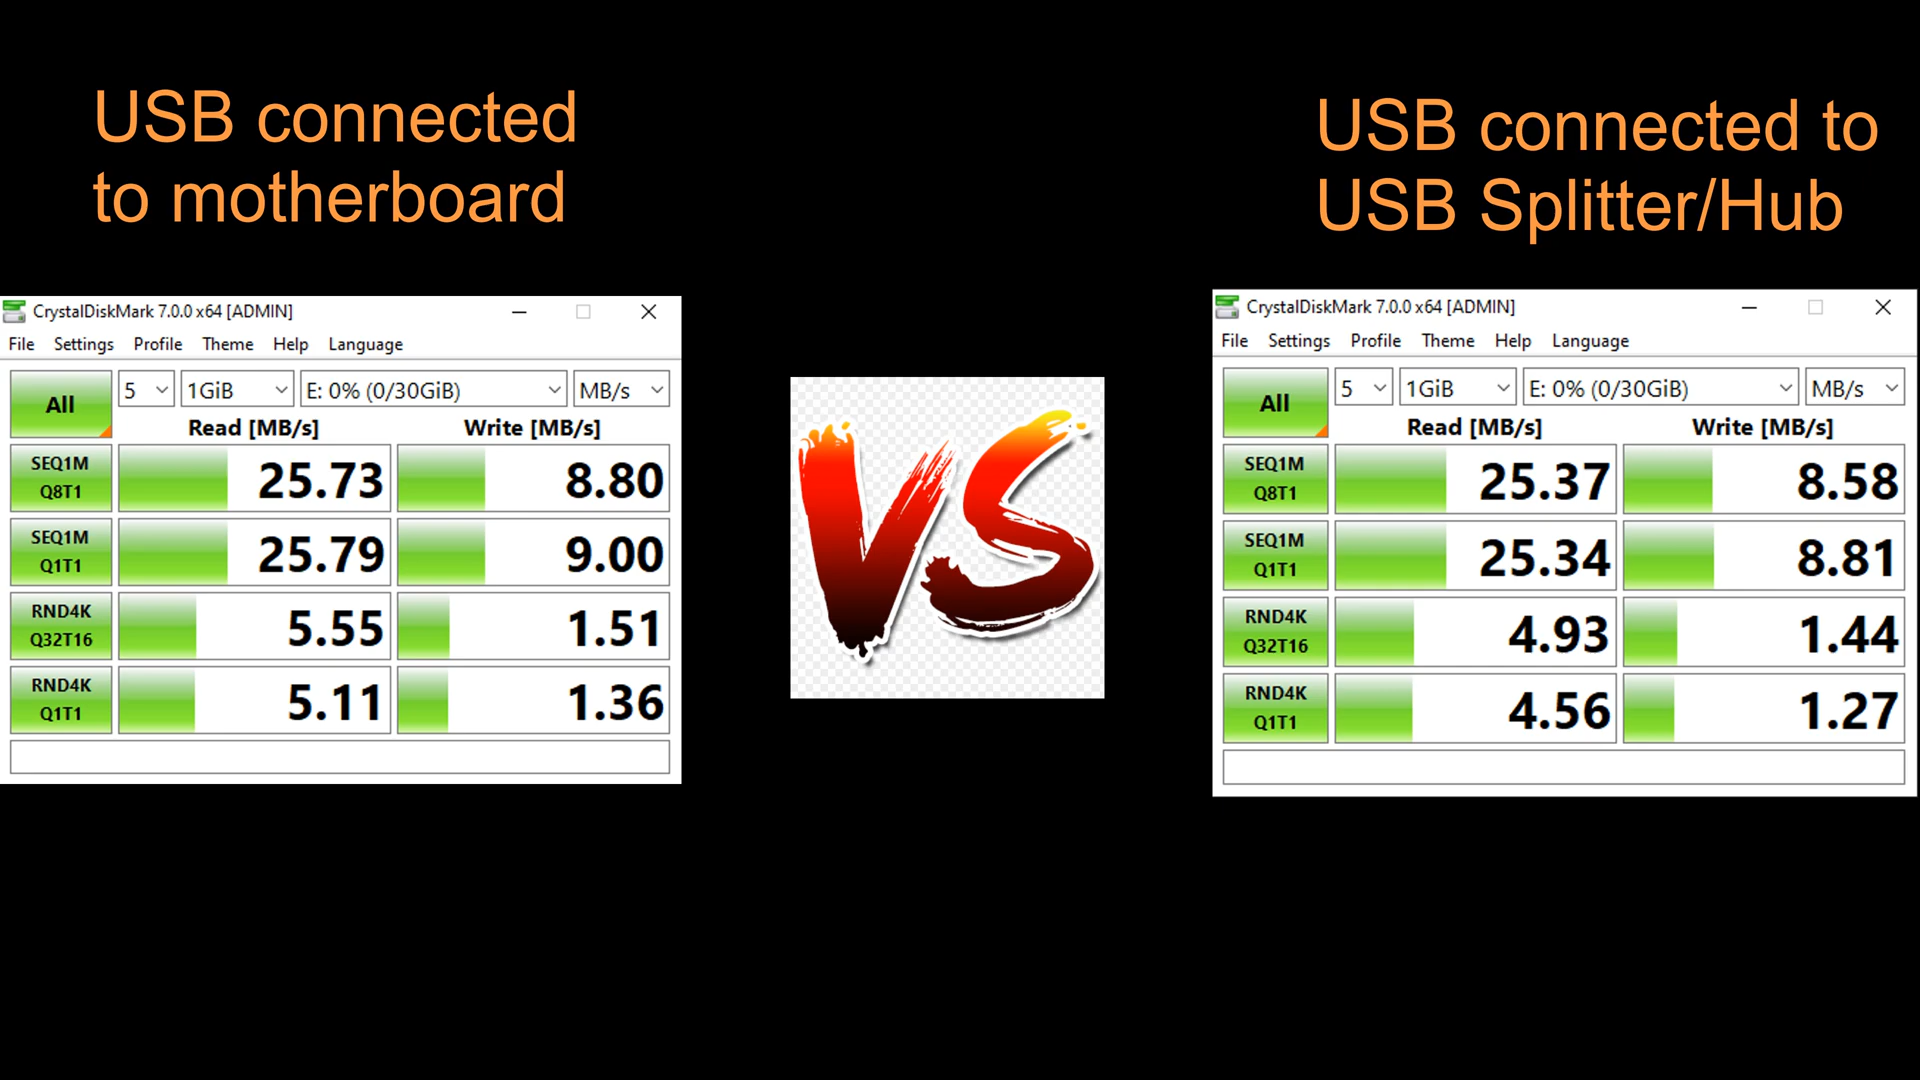 USB connected
to motherboard
CrystalDiskMark 7.0.0 x64 [ADMIN]
File Settings Profile Theme Help Language
All 5 1GiB E: 0% (0/30GiB) MB/s
Read [MB/s] Write [MB/s]
SEQ1M
Q8T1 25.73 8.80
SEQ1M
Q1T1 25.79 9.00
RND4K
Q32T16 5.55 1.51
RND4K
Q1T1 5.11 1.36
VS
USB connected to
USB Splitter/Hub
CrystalDiskMark 7.0.0 x64 [ADMIN]
File Settings Profile Theme Help Language
All 5 1GiB E: 0% (0/30GiB) MB/s
Read [MB/s] Write [MB/s]
SEQ1M
Q8T1 25.37 8.58
SEQ1M
Q1T1 25.34 8.81
RND4K
Q32T16 4.93 1.44
RND4K
Q1T1 4.56 1.27